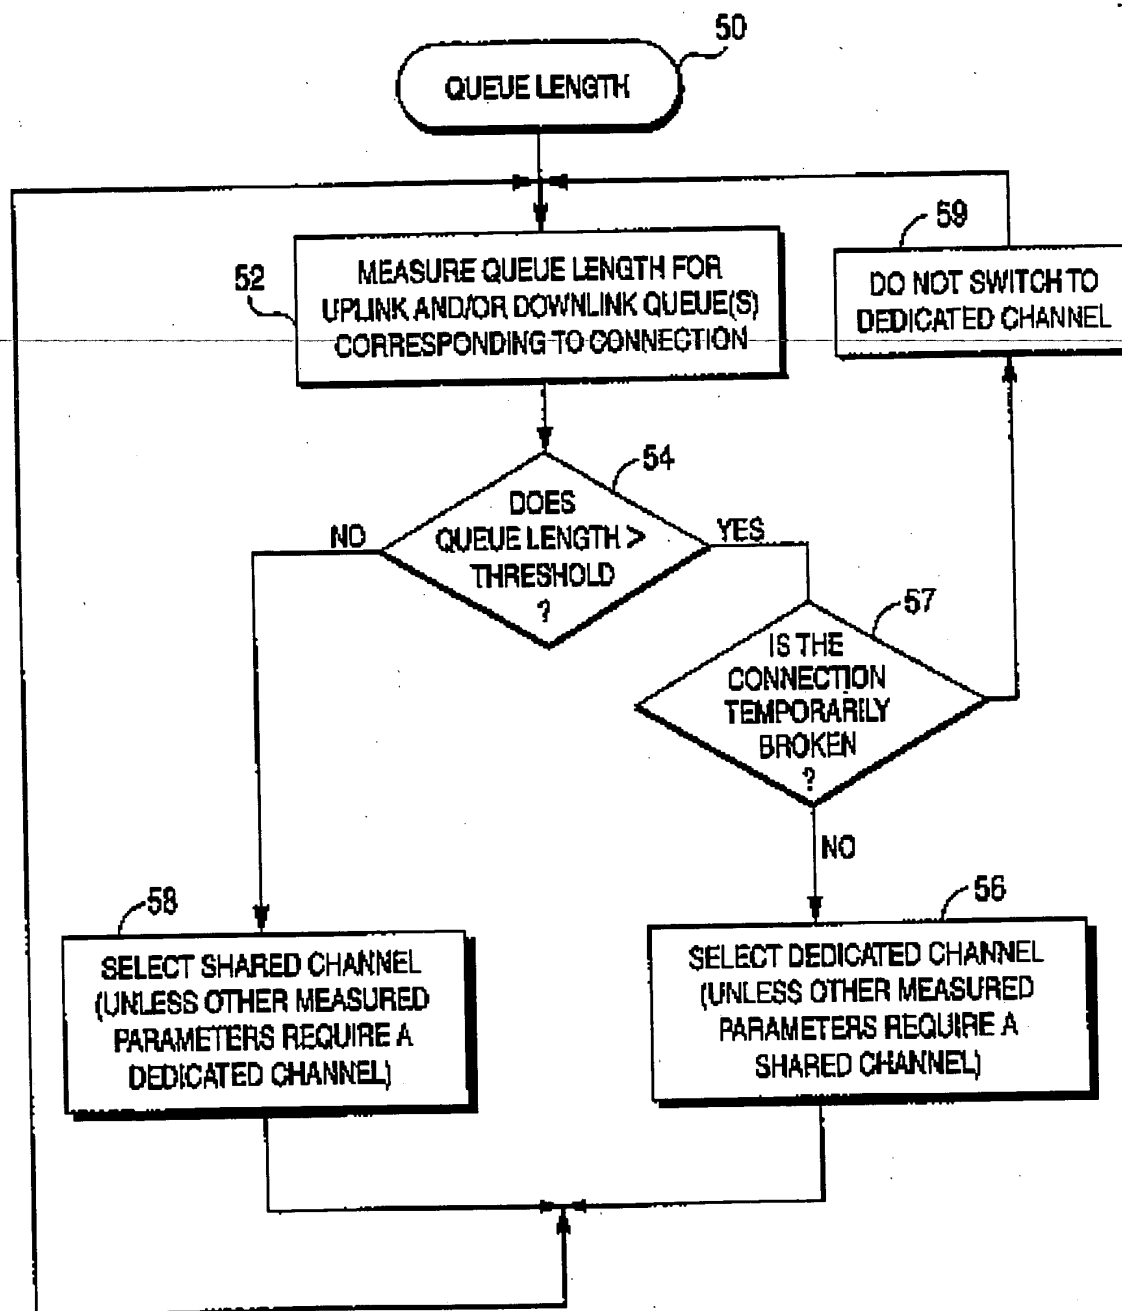 50
QUEUE LENGTH
59
52
MEASURE QUEUE LENGTH FOR
UPLINK AND/OR DOWNLINK QUEUE(S)
CORRESPONDING TO CONNECTION
DO NOT SWITCH TO
DEDICATED CHANNEL
54
DOES
QUEUE LENGTH >
THRESHOLD
?
NO
YES
57
IS THE
CONNECTION
TEMPORARILY
BROKEN
?
NO
58
SELECT SHARED CHANNEL
(UNLESS OTHER MEASURED
PARAMETERS REQUIRE A
DEDICATED CHANNEL)
56
SELECT DEDICATED CHANNEL
(UNLESS OTHER MEASURED
PARAMETERS REQUIRE A
SHARED CHANNEL)